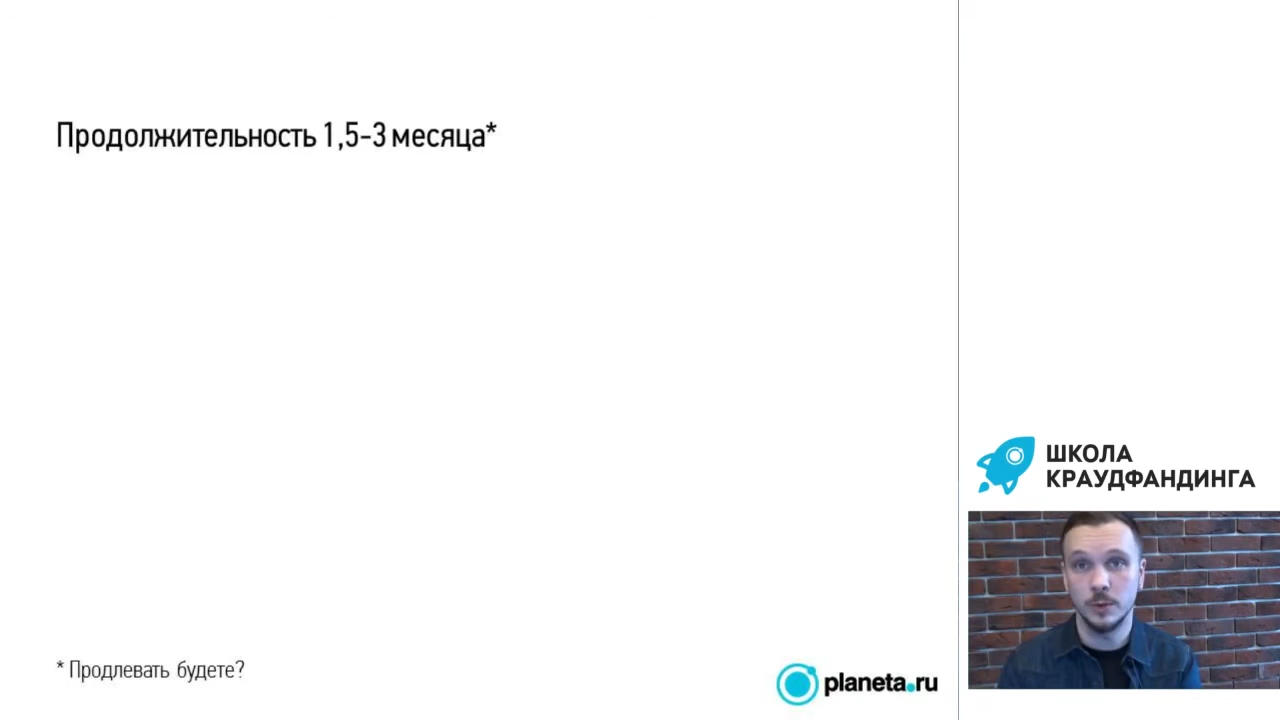 Продолжительность 1,5-3 месяца*
* Продлевать будете?
planeta.ru
ШКОЛА
КРАУДФАНДИНГА